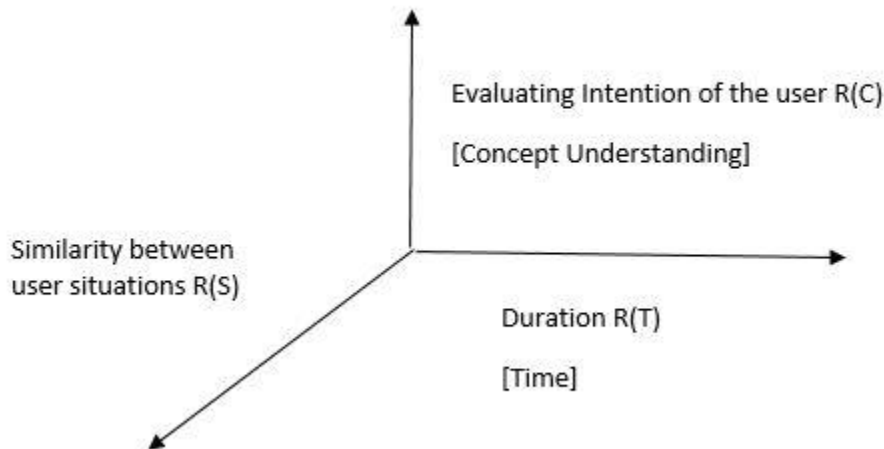 Evaluating Intention of the user R(C)
[Concept Understanding]
Similarity between
user situations R(S)
Duration R(T)
[Time]